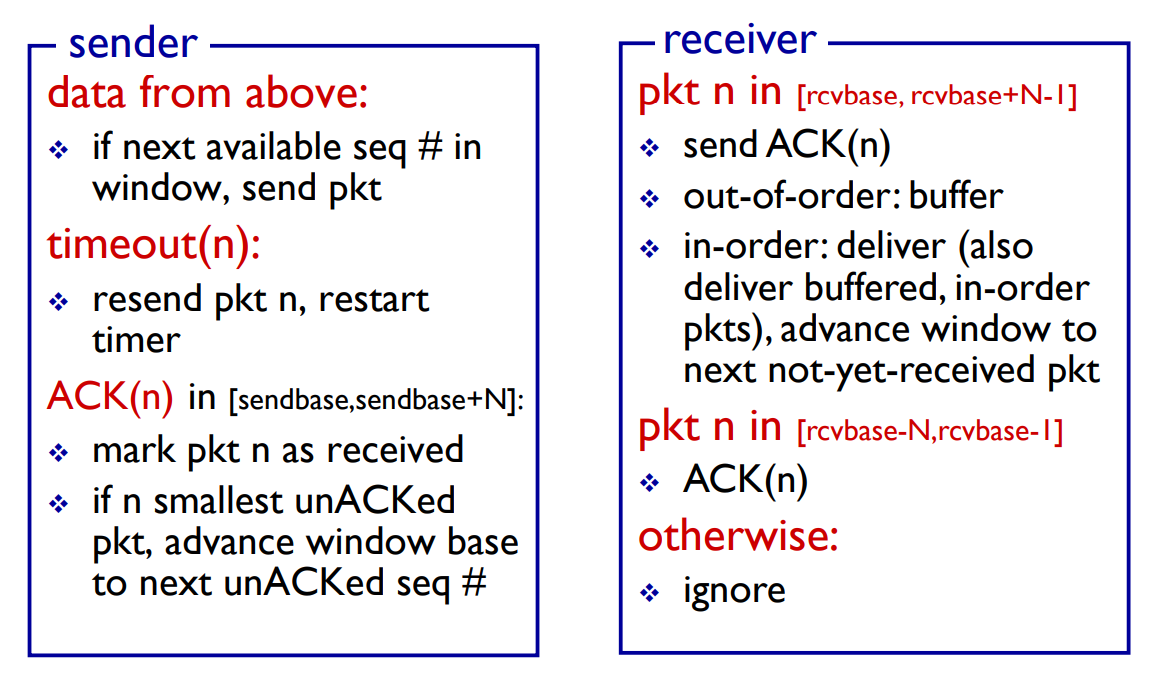 sender
data from above:
❖ if next available seq # in
window, send pkt
timeout(n):
❖ resend pkt n, restart
timer
ACK(n) in [sendbase,sendbase+N]:
❖ mark pkt n as received
❖ if n smallest unACKed
pkt, advance window base
to next unACKed seq #
receiver
pkt n in [rcvbase, rcvbase+N-1]
❖ send ACK(n)
❖ out-of-order: buffer
❖ in-order: deliver (also
deliver buffered, in-order
pkts), advance window to
next not-yet-received pkt
pkt n in [rcvbase-N,rcvbase-1]
❖ ACK(n)
otherwise:
❖ ignore